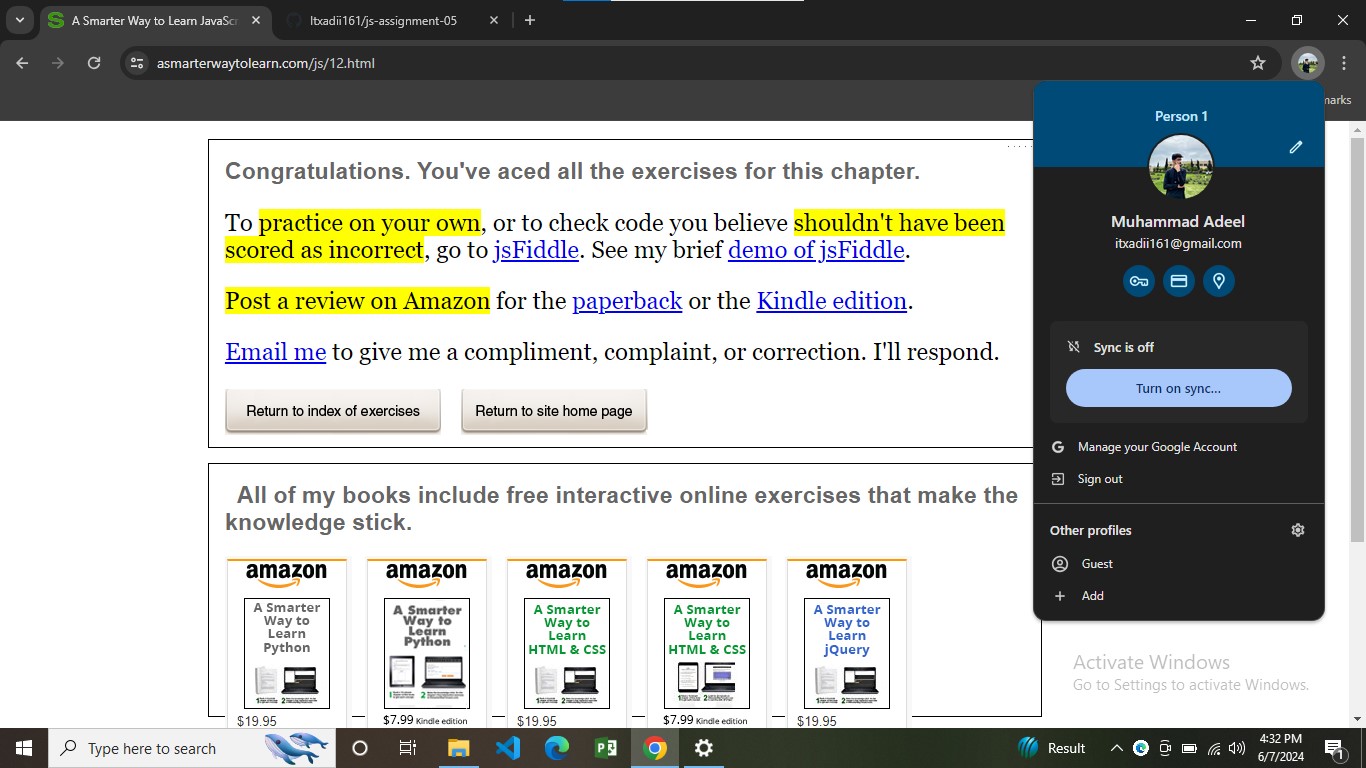 A Smarter Way to Learn JavaScr
Itxadii161/js-assignment-05
asmarterwaytolearn.com/js/12.html
marks
Congratulations. You've aced all the exercises for this chapter.
To practice on your own, or to check code you believe shouldn't have been
scored as incorrect, go to jsFiddle. See my brief demo of jsFiddle.
Post a review on Amazon for the paperback or the Kindle edition.
Email me to give me a compliment, complaint, or correction. I'll respond.
Return to index of exercises
Return to site home page
All of my books include free interactive online exercises that make the
knowledge stick.
amazon
A Smarter
Way to
Learn
Python
$19.95
amazon
A Smarter
Way to
Learn
Python
$7.99 Kindle edition
amazon
A Smarter
Way to
Learn
HTML & CSS
$19.95
amazon
A Smarter
Way to
Learn
HTML & CSS
$7.99 Kindle edition
amazon
A Smarter
Way to
Learn
jQuery
$19.95
Person 1
Muhammad Adeel
itxadii161@gmail.com
Sync is off
Turn on sync...
Manage your Google Account
Sign out
Other profiles
Guest
Add
Activate Windows
Go to Settings to activate Windows.
Type here to search
Result
4:32 PM
6/7/2024
1